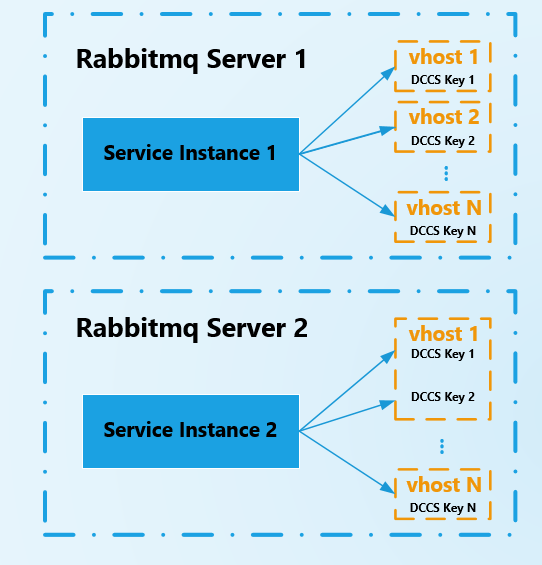 Rabbitmq Server 1
vhost 1
DCCS Key 1
vhost 2
DCCS Key 2
Service Instance 1
vhost N
DCCS Key N
Rabbitmq Server 2
vhost 1
DCCS Key 1
DCCS Key 2
Service Instance 2
vhost N
DCCS Key N